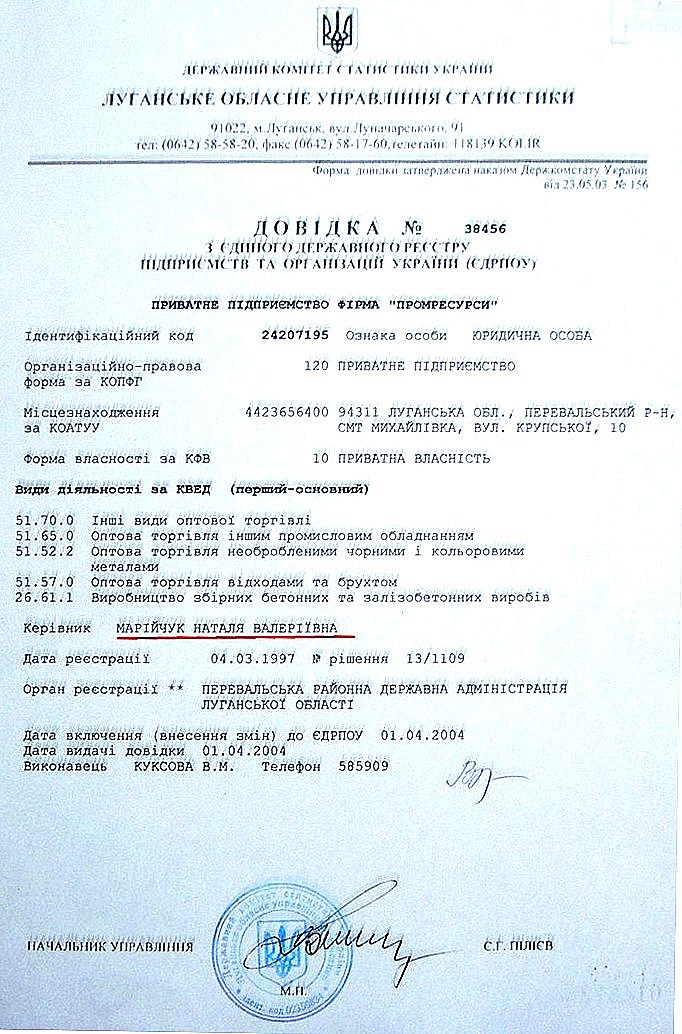 ДЕРЖАВНИЙ КОМІТЕТ СТАТИСТИКИ УКРАЇНИ
ЛУГАНСЬКЕ ОБЛАСНЕ УПРАВЛІННЯ СТАТИСТИКИ
91022, м.Луганськ, вул.Луначарського, 91
тел: (0642) 58-58-20, факс (0642) 58-17-60,телетайп: 118139 KOLIR
Форма довідки затверджена наказом Держкомстату України
від 23.05.03 № 156
ДОВІДКА № 38456
З ЄДИНОГО ДЕРЖАВНОГО РЕЄСТРУ
ПІДПРИЄМСТВ ТА ОРГАНІЗАЦІЙ УКРАЇНИ (ЄДРПОУ)
ПРИВАТНЕ ПІДПРИЄМСТВО ФІРМА "ПРОМРЕСУРСИ"
Ідентифікаційний код 24207195 Ознака особи ЮРИДИЧНА ОСОБА
Організаційно-правова 120 ПРИВАТНЕ ПІДПРИЄМСТВО
форма за КОПФГ
Місцезнаходження 4423656400 94311 ЛУГАНСЬКА ОБЛ., ПЕРЕВАЛЬСЬКИЙ Р-Н,
за КОАТУУ СМТ МИХАЙЛІВКА, ВУЛ. КРУПСЬКОЇ, 10
Форма власності за КФВ 10 ПРИВАТНА ВЛАСНІСТЬ
Види діяльності за КВЕД (перший-основний)
51.70.0 Інші види оптової торгівлі
51.65.0 Оптова торгівля іншим промисловим обладнанням
51.52.2 Оптова торгівля необробленими чорними і кольоровими
металами
51.57.0 Оптова торгівля відходами та брухтом
26.61.1 Виробництво збірних бетонних та залізобетонних виробів
Керівник МАРІЙЧУК НАТАЛЯ ВАЛЕРІЇВНА
Дата реєстрації 04.03.1997 № рішення 13/1109
Орган реєстрації ** ПЕРЕВАЛЬСЬКА РАЙОННА ДЕРЖАВНА АДМІНІСТРАЦІЯ
ЛУГАНСЬКОЇ ОБЛАСТІ
Дата включення (внесення змін) до ЄДРПОУ 01.04.2004
Дата видачі довідки 01.04.2004
Виконавець КУКСОВА В.М. Телефон 585909
НАЧАЛЬНИК УПРАВЛІННЯ Є.Г. ПІЛІЄВ
М.П.